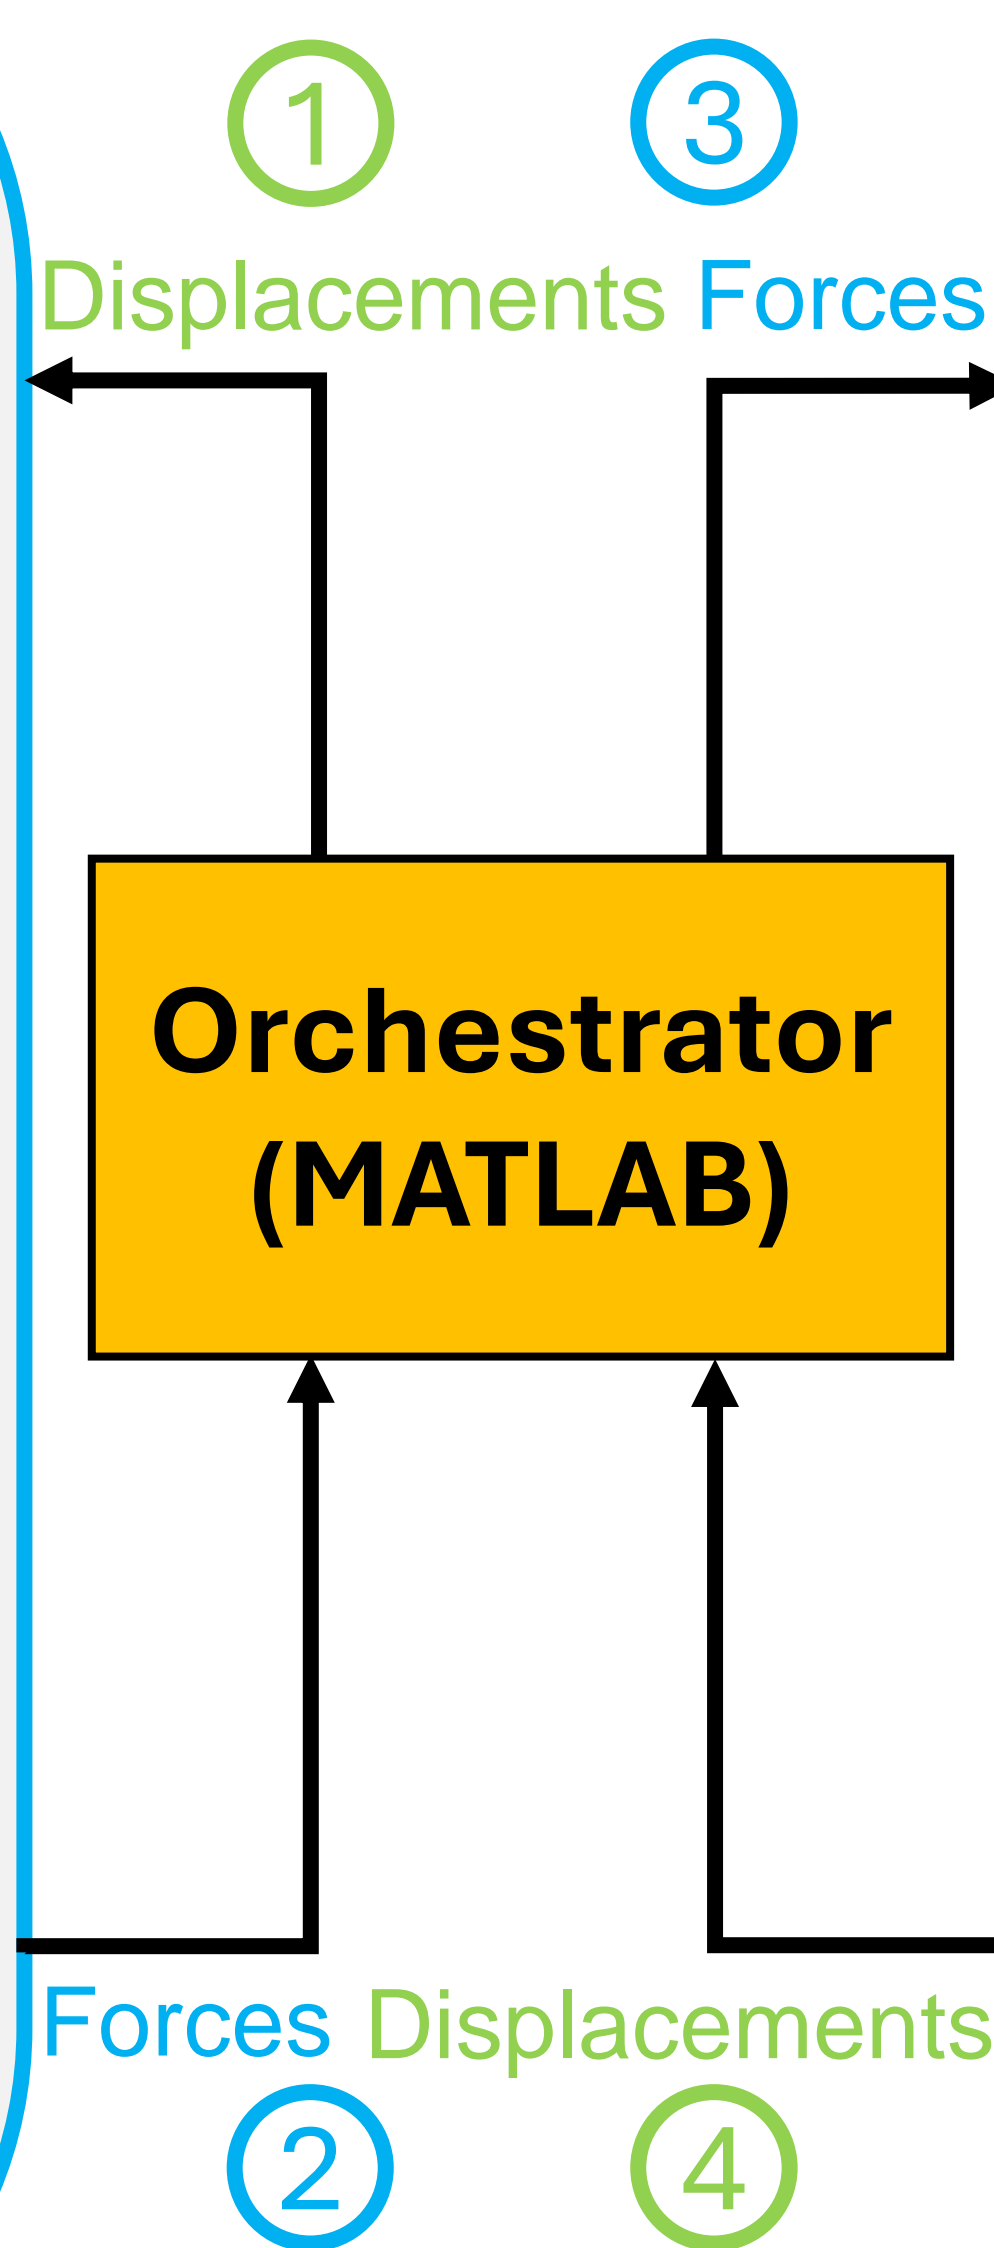 1 3
Displacements Forces
Orchestrator
(MATLAB)
Forces Displacements
2 4